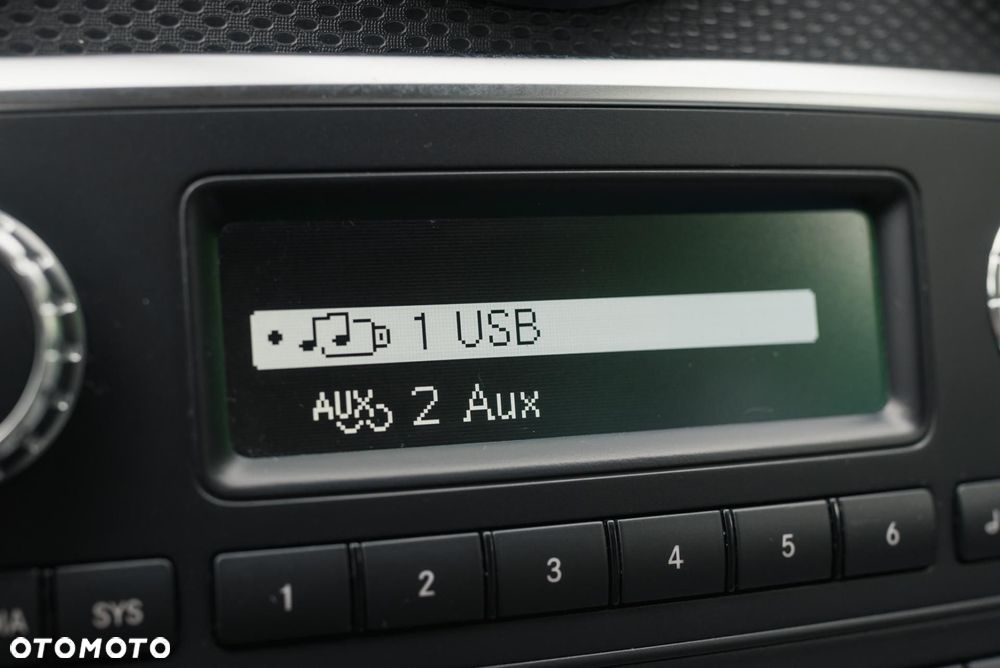 1 USB
AUX 2 Aux
1 2 3 4 5 6
SYS
OTOMOTO